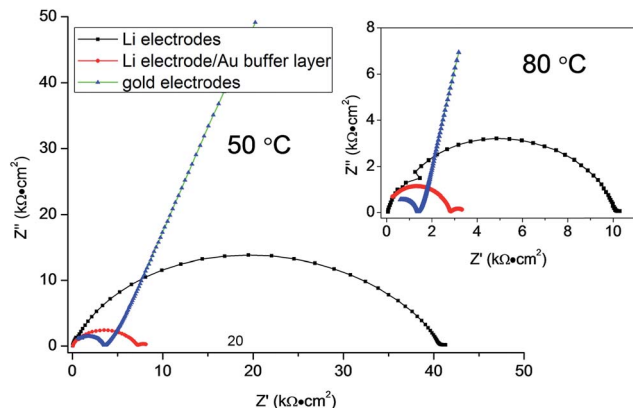 Li electrodes
Li electrode/Au buffer layer
gold electrodes
50 °C
Z'' (kΩ•cm²)
50
40
30
20
10
0
0
10
20
30
40
50
20
Z' (kΩ•cm²)
80 °C
Z'' (kΩ•cm²)
8
6
4
2
0
0
2
4
6
8
10
Z' (kΩ•cm²)